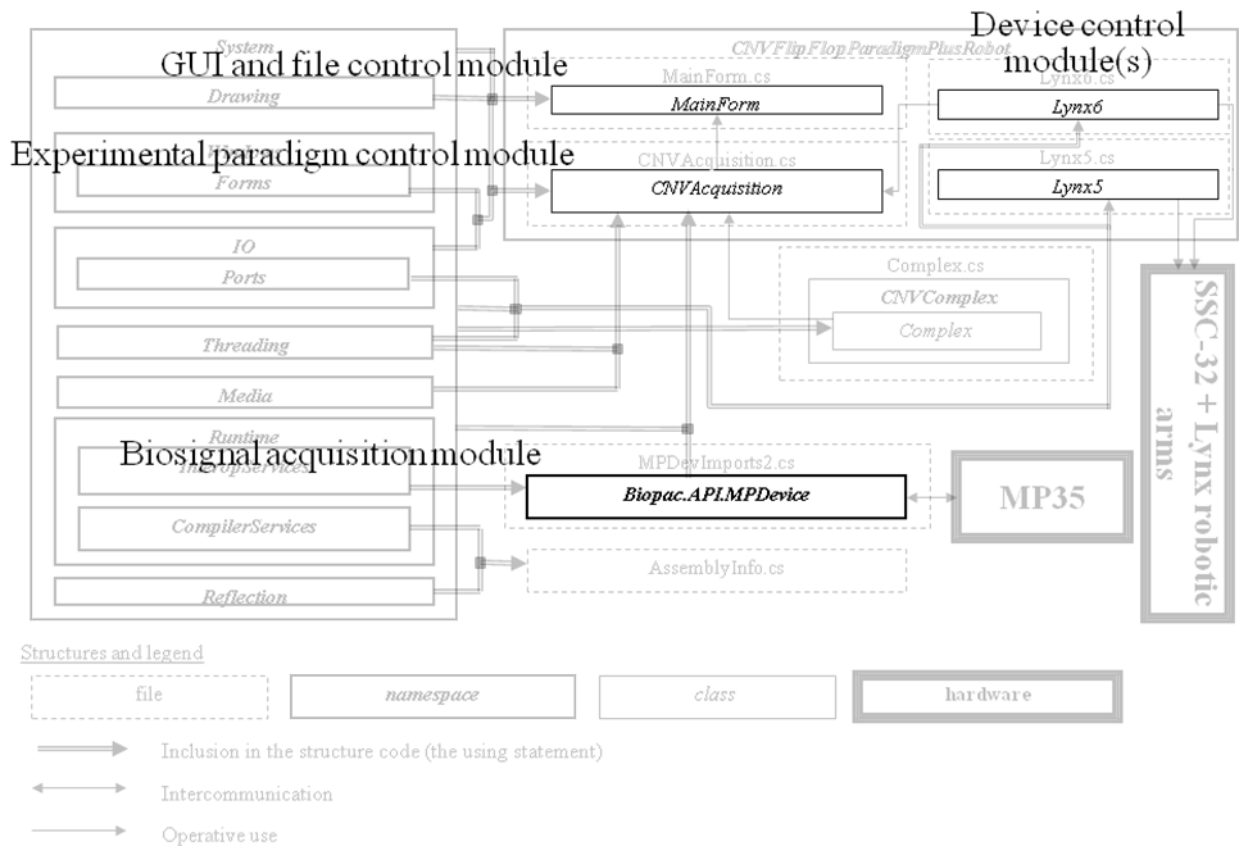 Device control
module(s)
System
CNVFlipFlopParadigmPlusRobot
GUI and file control module
MainForm.cs
Lynx6.cs
Drawing
MainForm
Lynx6
Windows
Experimental paradigm control module
CNVAcquisition.cs
Lynx5.cs
Forms
CNVAcquisition
Lynx5
IO
Ports
Complex.cs
CNVComplex
Complex
Threading
Media
SSC-32 + Lynx robotic
arms
Runtime
Biosignal acquisition module
InteropServices
MPDevImports2.cs
Biopac.API.MPDevice
MP35
CompilerServices
AssemblyInfo.cs
Reflection
Structures and legend
file
namespace
class
hardware
Inclusion in the structure code (the using statement)
Intercommunication
Operative use